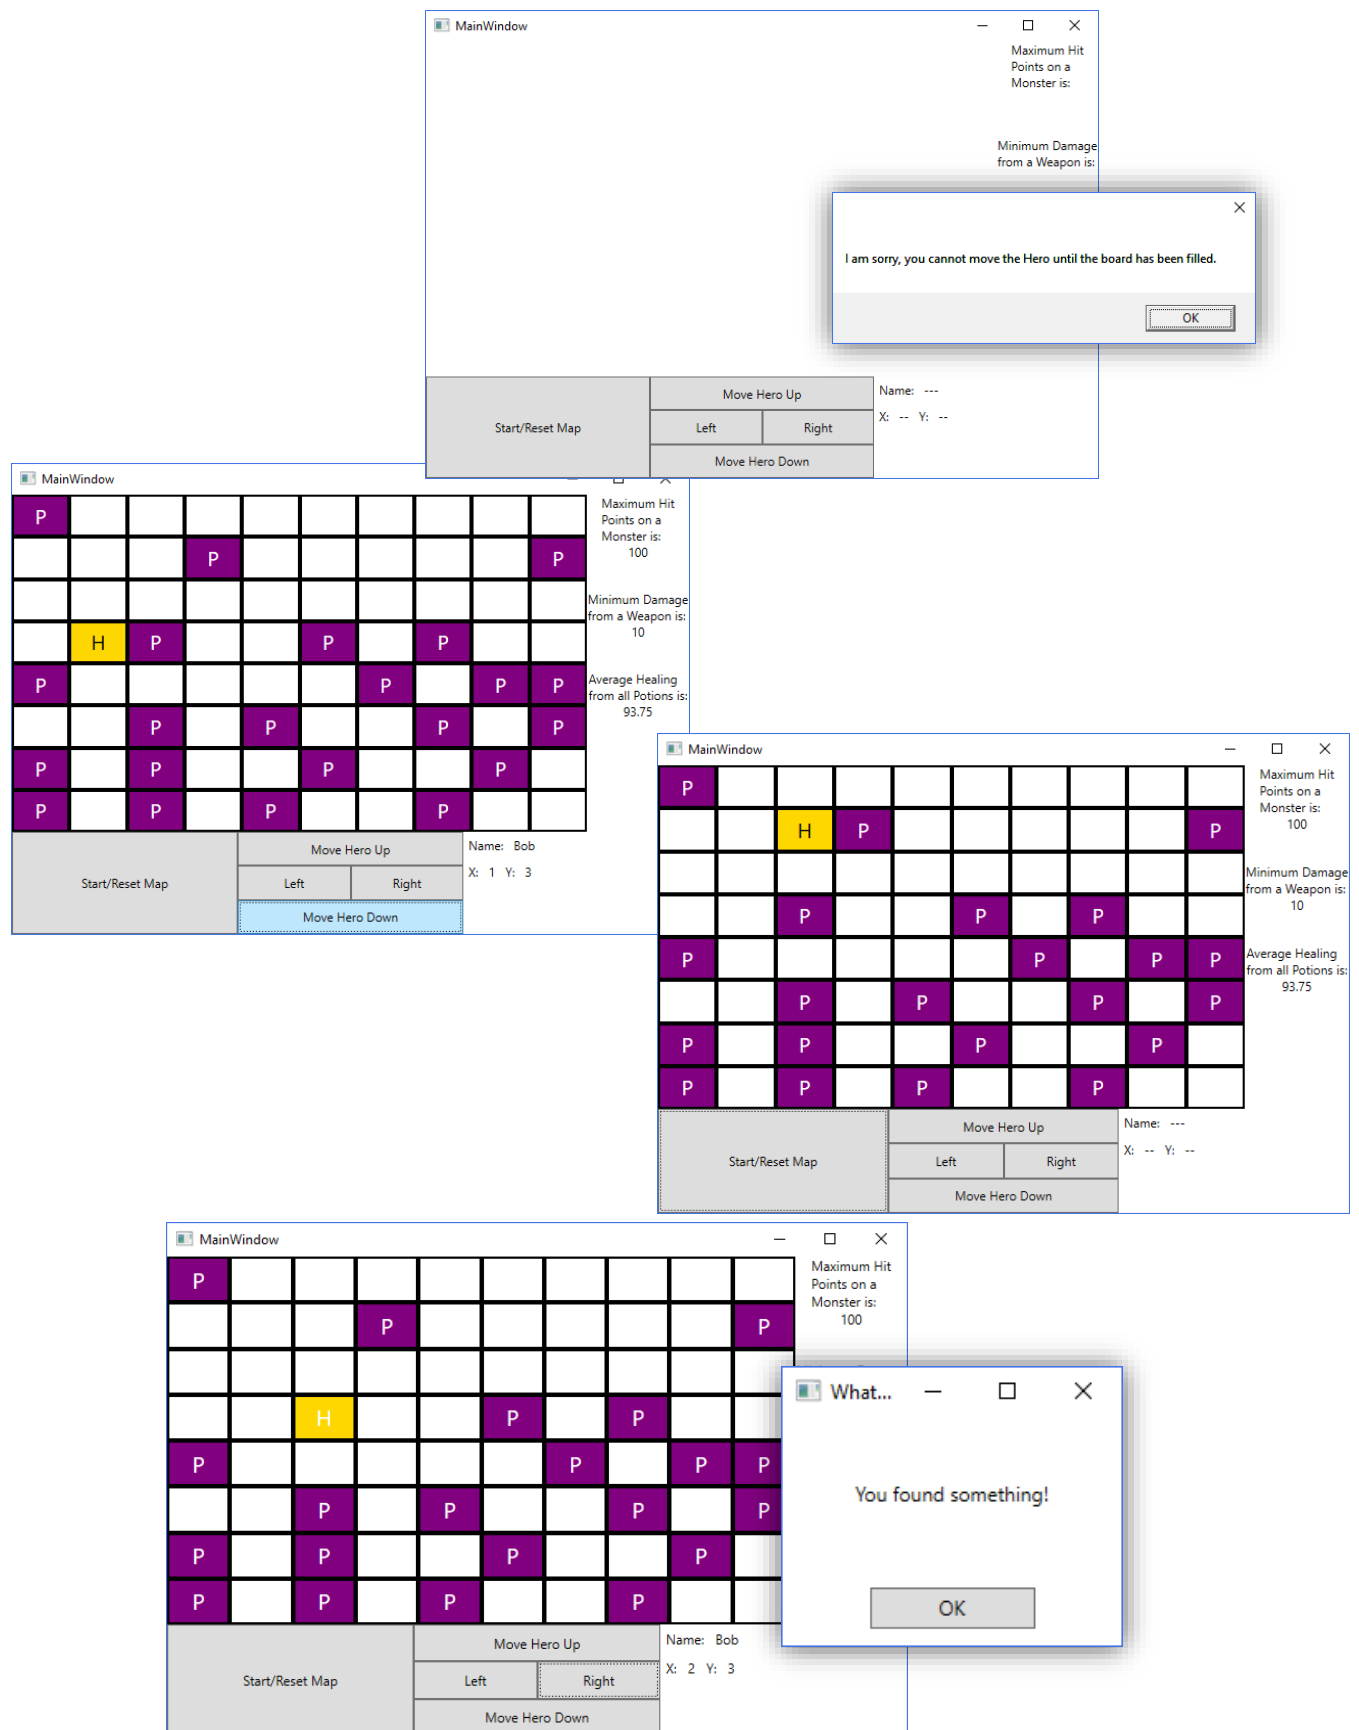 MainWindow
Maximum Hit
Points on a
Monster is:
Minimum Damage
from a Weapon is:
I am sorry, you cannot move the Hero until the board has been filled.
OK
Start/Reset Map
Move Hero Up
Left Right
Move Hero Down
Name: ---
X: -- Y: --
MainWindow
P
P P
H P P P
P P P P
P P P P
P P P P
P P P P
Maximum Hit
Points on a
Monster is:
100
Minimum Damage
from a Weapon is:
10
Average Healing
from all Potions is:
93.75
Start/Reset Map
Move Hero Up
Left Right
Move Hero Down
Name: Bob
X: 1 Y: 3
MainWindow
P
H P P
P P P
P P P P
P P P P
P P P P
P P P P
Maximum Hit
Points on a
Monster is:
100
Minimum Damage
from a Weapon is:
10
Average Healing
from all Potions is:
93.75
Start/Reset Map
Move Hero Up
Left Right
Move Hero Down
Name: ---
X: -- Y: --
MainWindow
P
P P
H P P
P P P P
P P P P
P P P P
P P P P
Maximum Hit
Points on a
Monster is:
100
What...
You found something!
OK
Start/Reset Map
Move Hero Up
Left Right
Move Hero Down
Name: Bob
X: 2 Y: 3